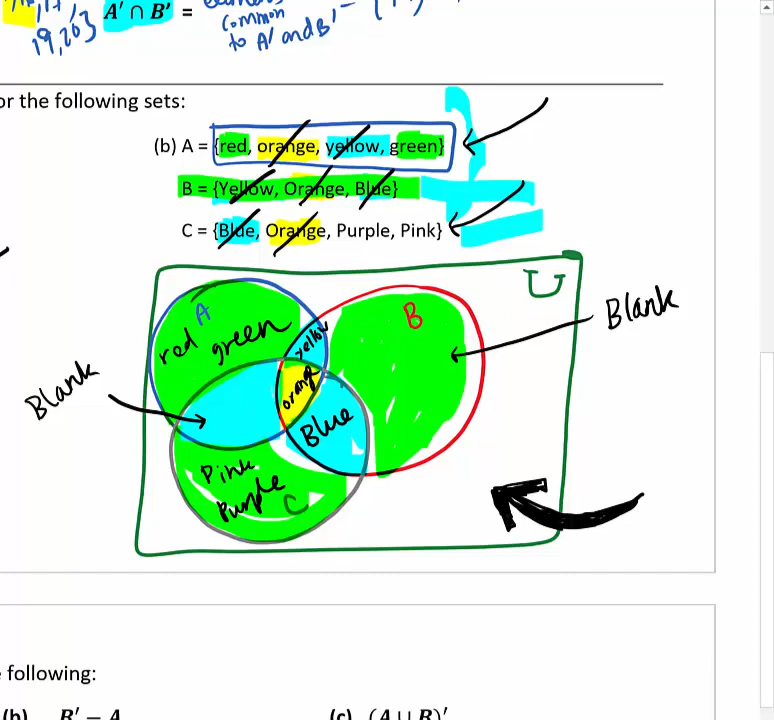 A′ ∩ B′ =
common
19,20}
to A′ and B′
or the following sets:
(b) A = {red, orange, yellow, green}
B = {Yellow, Orange, Blue}
C = {Blue, Orange, Purple, Pink}
U
A
B
Blank
red green
yellow
orange
Blank
Blue
Pink
Purple
C
following:
(b) B′ − A
(c) (A ∪ B)′